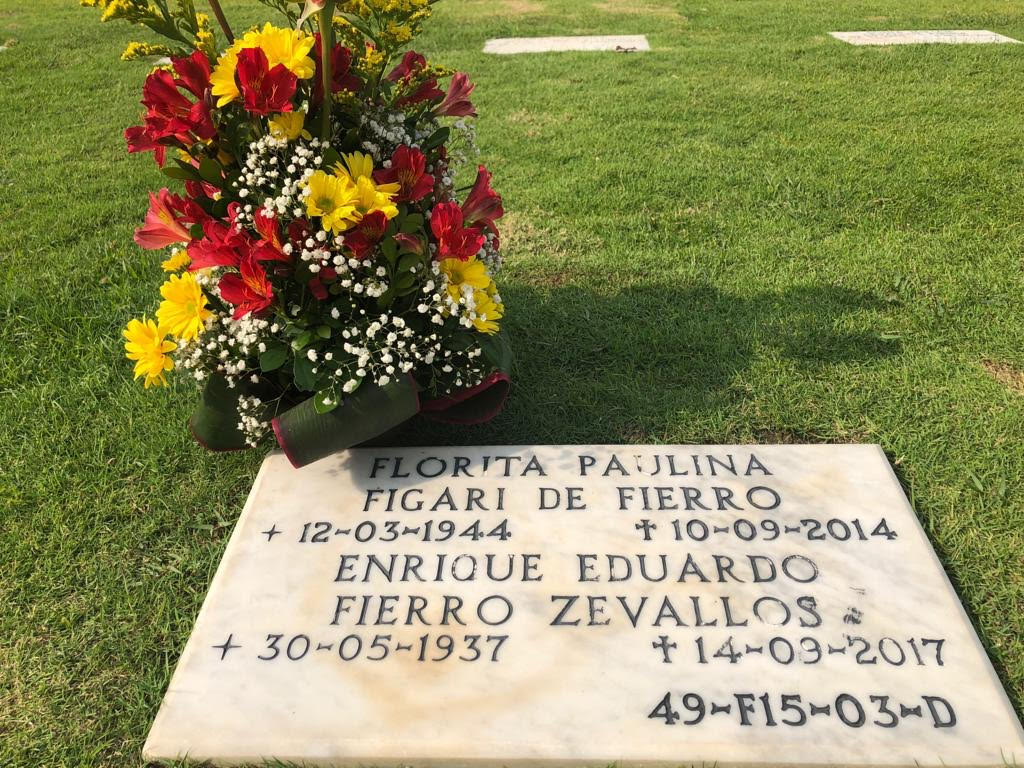 FLORITA PAULINA
FIGARI DE FIERRO
+ 12-03-1944 ✝ 10-09-2014
ENRIQUE EDUARDO
FIERRO ZEVALLOS
+ 30-05-1937 ✝ 14-09-2017
49-F15-03-D